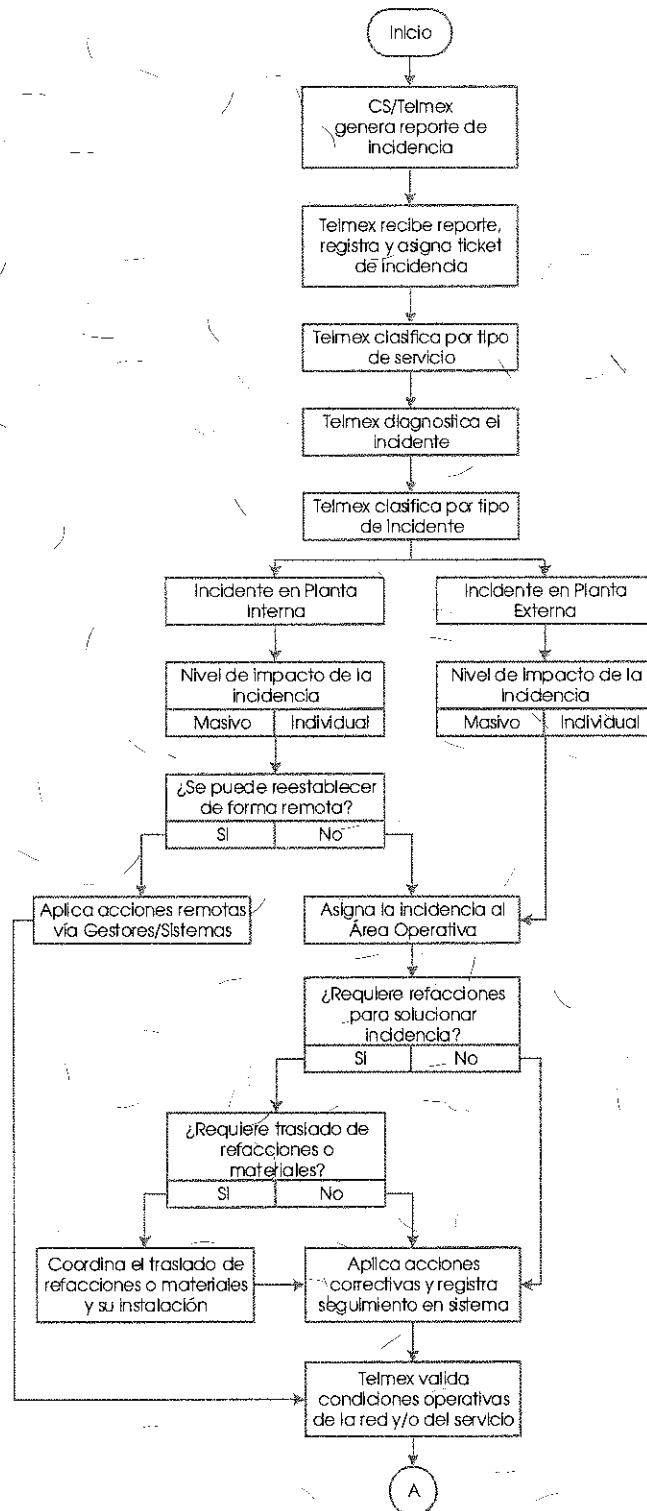 Inicio
CS/Telmex
genera reporte de
incidencia
Telmex recibe reporte,
registra y asigna ticket
de incidencia
Telmex clasifica por tipo
de servicio
Telmex diagnostica el
incidente
Telmex clasifica por tipo
de incidente
Incidente en Planta
Interna
Incidente en Planta
Externa
Nivel de impacto de la
incidencia
Masivo Individual
Nivel de impacto de la
incidencia
Masivo Individual
¿Se puede reestablecer
de forma remota?
Si No
Aplica acciones remotas
vía Gestores/Sistemas
Asigna la incidencia al
Área Operativa
¿Requiere refacciones
para solucionar
incidencia?
Si No
¿Requiere traslado de
refacciones o
materiales?
Si No
Coordina el traslado de
refacciones o materiales
y su instalación
Aplica acciones
correctivas y registra
seguimiento en sistema
Telmex valida
condiciones operativas
de la red y/o del servicio
A